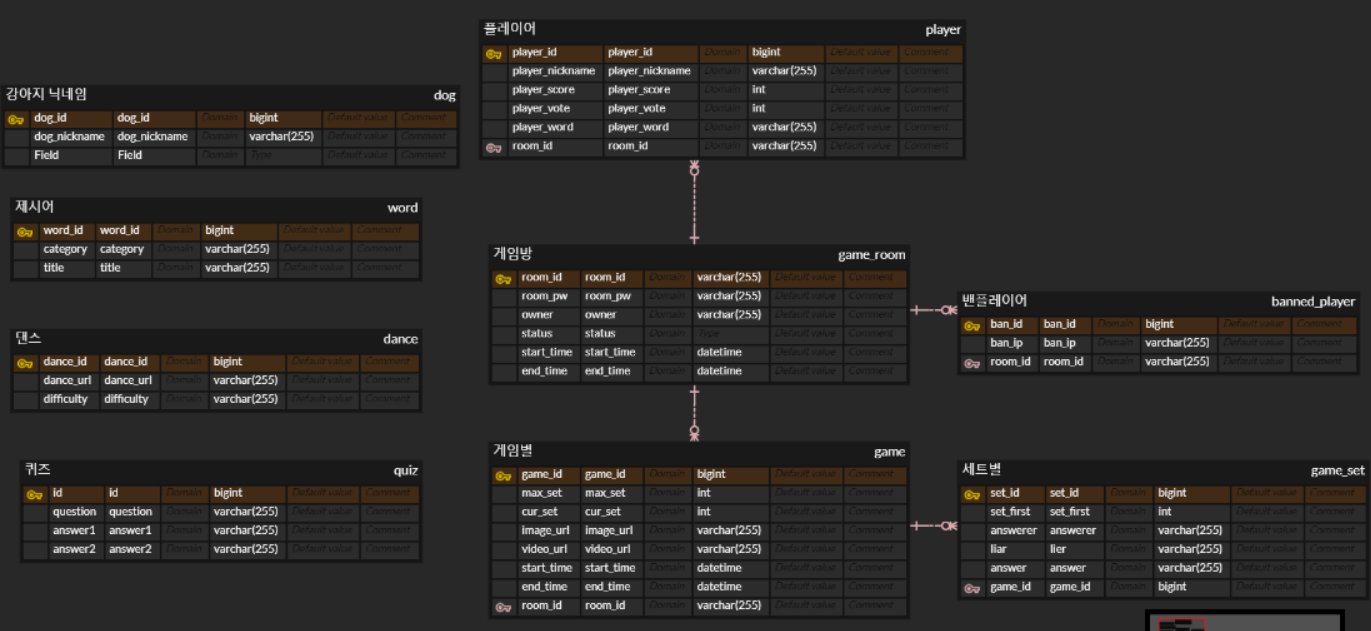 플레이어 player
player_id player_id Domain bigint Default value Comment
player_nickname player_nickname Domain varchar(255) Default value Comment
player_score player_score Domain int Default value Comment
player_vote player_vote Domain int Default value Comment
player_word player_word Domain varchar(255) Default value Comment
room_id room_id Domain varchar(255) Default value Comment
강아지 닉네임 dog
dog_id dog_id Domain bigint Default value Comment
dog_nickname dog_nickname Domain varchar(255) Default value Comment
Field Field Domain Type Default value Comment
제시어 word
word_id word_id Domain bigint Default value Comment
category category Domain varchar(255) Default value Comment
title title Domain varchar(255) Default value Comment
댄스 dance
dance_id dance_id Domain bigint Default value Comment
dance_url dance_url Domain varchar(255) Default value Comment
difficulty difficulty Domain varchar(255) Default value Comment
퀴즈 quiz
id id Domain bigint Default value Comment
question question Domain varchar(255) Default value Comment
answer1 answer1 Domain varchar(255) Default value Comment
answer2 answer2 Domain varchar(255) Default value Comment
게임방 game_room
room_id room_id Domain varchar(255) Default value Comment
room_pw room_pw Domain varchar(255) Default value Comment
owner owner Domain varchar(255) Default value Comment
status status Domain Type Default value Comment
start_time start_time Domain datetime Default value Comment
end_time end_time Domain datetime Default value Comment
밴플레이어 banned_player
ban_id ban_id Domain bigint Default value Comment
ban_ip ban_ip Domain varchar(255) Default value Comment
room_id room_id Domain varchar(255) Default value Comment
게임별 game
game_id game_id Domain bigint Default value Comment
max_set max_set Domain int Default value Comment
cur_set cur_set Domain int Default value Comment
image_url image_url Domain varchar(255) Default value Comment
video_url video_url Domain varchar(255) Default value Comment
start_time start_time Domain datetime Default value Comment
end_time end_time Domain datetime Default value Comment
room_id room_id Domain varchar(255) Default value Comment
세트별 game_set
set_id set_id Domain bigint Default value Comment
set_first set_first Domain int Default value Comment
answerer answerer Domain varchar(255) Default value Comment
liar lier Domain varchar(255) Default value Comment
answer answer Domain varchar(255) Default value Comment
game_id game_id Domain bigint Default value Comment